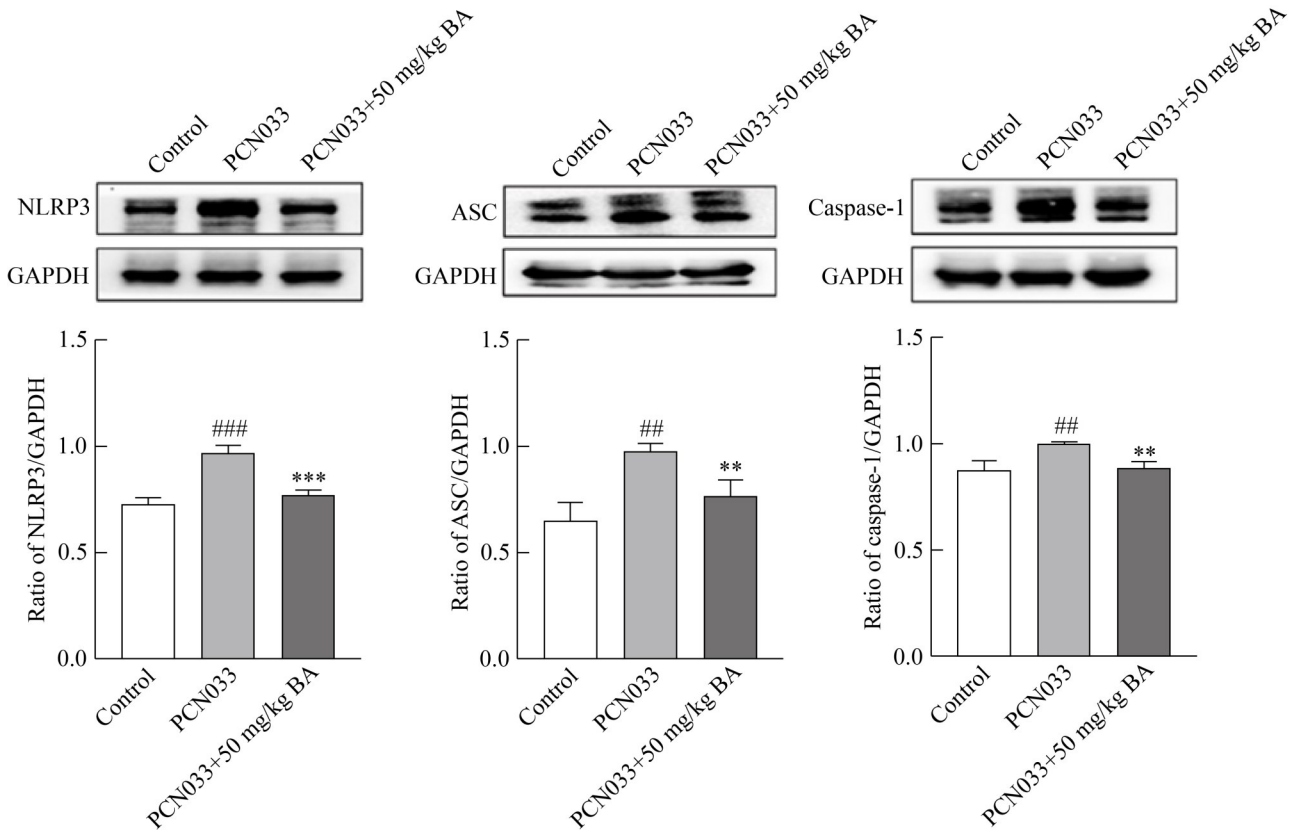 Control
PCN033
PCN033+50 mg/kg BA
NLRP3
GAPDH
1.5
1.0
0.5
0.0
Ratio of NLRP3/GAPDH
###
***
Control
PCN033
PCN033+50 mg/kg BA
Control
PCN033
PCN033+50 mg/kg BA
ASC
GAPDH
1.5
1.0
0.5
0.0
Ratio of ASC/GAPDH
##
**
Control
PCN033
PCN033+50 mg/kg BA
Control
PCN033
PCN033+50 mg/kg BA
Caspase-1
GAPDH
1.5
1.0
0.5
0.0
Ratio of caspase-1/GAPDH
##
**
Control
PCN033
PCN033+50 mg/kg BA